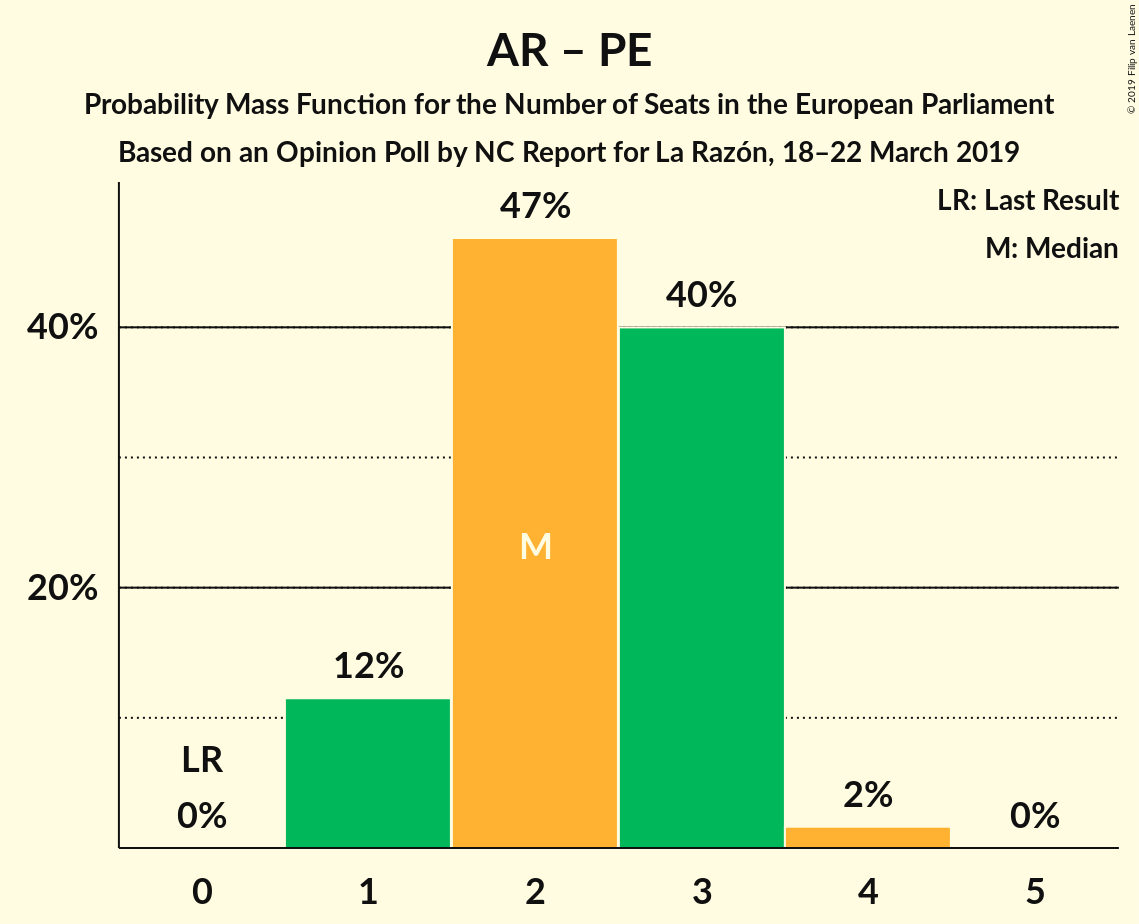 AR – PE
Probability Mass Function for the Number of Seats in the European Parliament
Based on an Opinion Poll by NC Report for La Razón, 18–22 March 2019
© 2019 Filip van Laenen
LR: Last Result
M: Median
47%
40%
40%
M
20%
12%
LR
0%
2%
0%
0
1
2
3
4
5